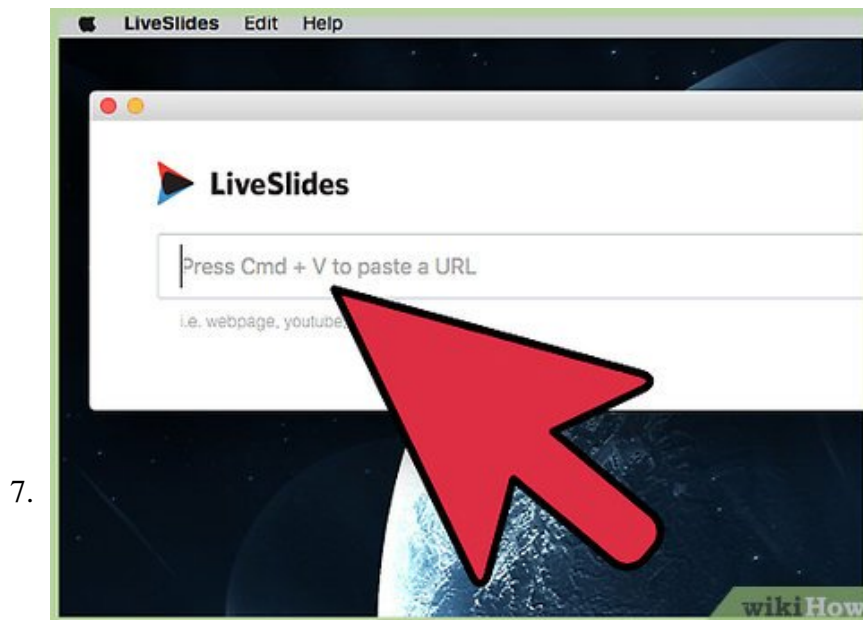 LiveSlides Edit Help
LiveSlides
Press Cmd + V to paste a URL
i.e. webpage, youtube,
7.
wikiHow